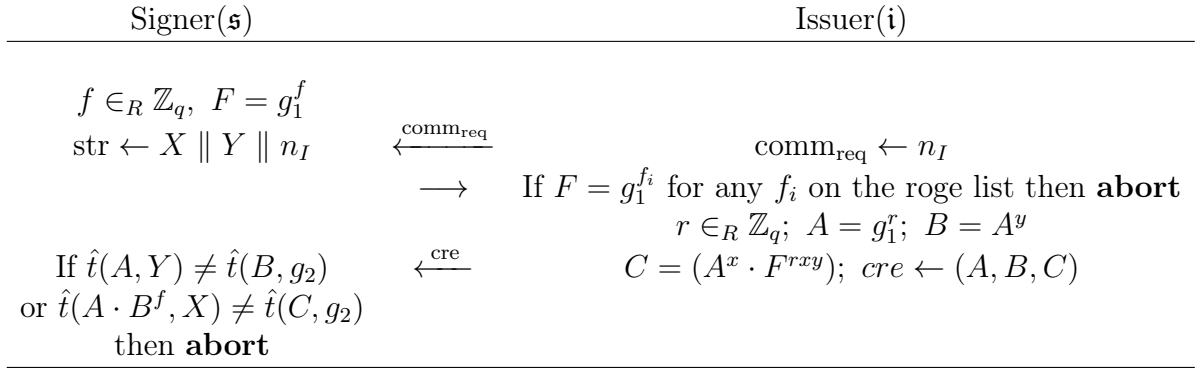 Signer(𝔰) Issuer(𝔦)
f ∈_R ℤ_q, F = g_1^f
str ← X ∥ Y ∥ n_I ⟵^{comm_req} comm_req ← n_I
⟶ If F = g_1^{f_i} for any f_i on the roge list then abort
r ∈_R ℤ_q; A = g_1^r; B = A^y
If t̂(A, Y) ≠ t̂(B, g_2) ⟵^{cre} C = (A^x · F^{rxy}); cre ← (A, B, C)
or t̂(A · B^f, X) ≠ t̂(C, g_2)
then abort